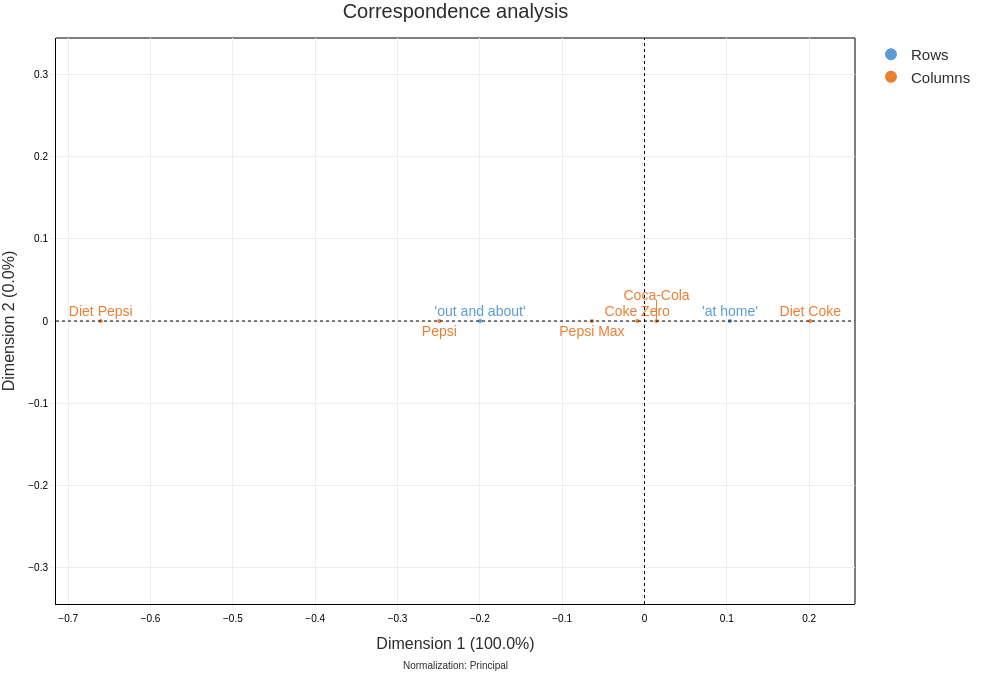 Correspondence analysis
Rows
Columns
0.3
0.2
0.1
0
−0.1
−0.2
−0.3
Dimension 2 (0.0%)
Coca-Cola
Diet Pepsi
'out and about'
Coke Zero
'at home'
Diet Coke
Pepsi
Pepsi Max
−0.7 −0.6 −0.5 −0.4 −0.3 −0.2 −0.1 0 0.1 0.2
Dimension 1 (100.0%)
Normalization: Principal